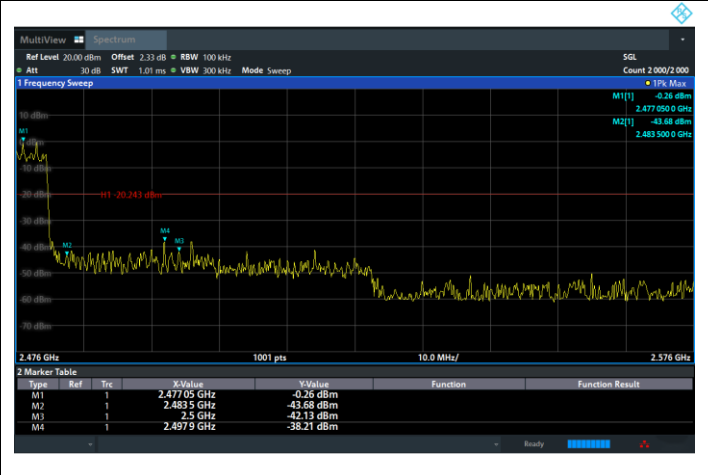 MultiView Spectrum
Ref Level 20.00 dBm Offset 2.33 dB RBW 100 kHz SGL
Att 30 dB SWT 1.01 ms VBW 300 kHz Mode Sweep Count 2 000/2 000
1 Frequency Sweep 1Pk Max
M1[1] -0.26 dBm
2.477 050 0 GHz
M2[1] -43.68 dBm
2.483 500 0 GHz
10 dBm
M1
0 dBm
-10 dBm
-20 dBm H1 -20.243 dBm
-30 dBm
M4
M3
-40 dBm M2
-50 dBm
-60 dBm
-70 dBm
2.476 GHz 1001 pts 10.0 MHz/ 2.576 GHz
2 Marker Table
Type Ref Trc X-Value Y-Value Function Function Result
M1 1 2.477 05 GHz -0.26 dBm
M2 1 2.483 5 GHz -43.68 dBm
M3 1 2.5 GHz -42.13 dBm
M4 1 2.497 9 GHz -38.21 dBm
Ready